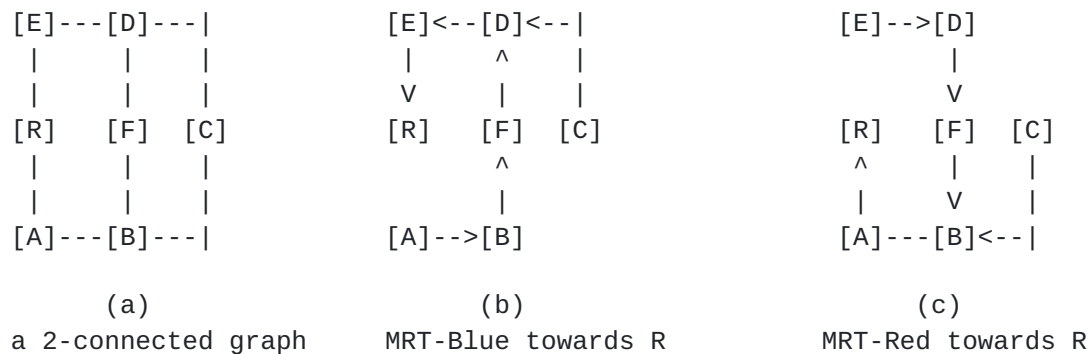 [E]---[D]---|           [E]<--[D]<--|                [E]-->[D]
 |     |    |            |     ^    |                       |
 |     |    |            V     |    |                       V
[R]   [F]  [C]          [R]   [F]  [C]               [R]   [F]  [C]
 |     |    |                  ^                      ^     |    |
 |     |    |                  |                      |     V    |
[A]---[B]---|           [A]-->[B]                    [A]---[B]<--|
      (a)                     (b)                         (c)
a 2-connected graph     MRT-Blue towards R          MRT-Red towards R